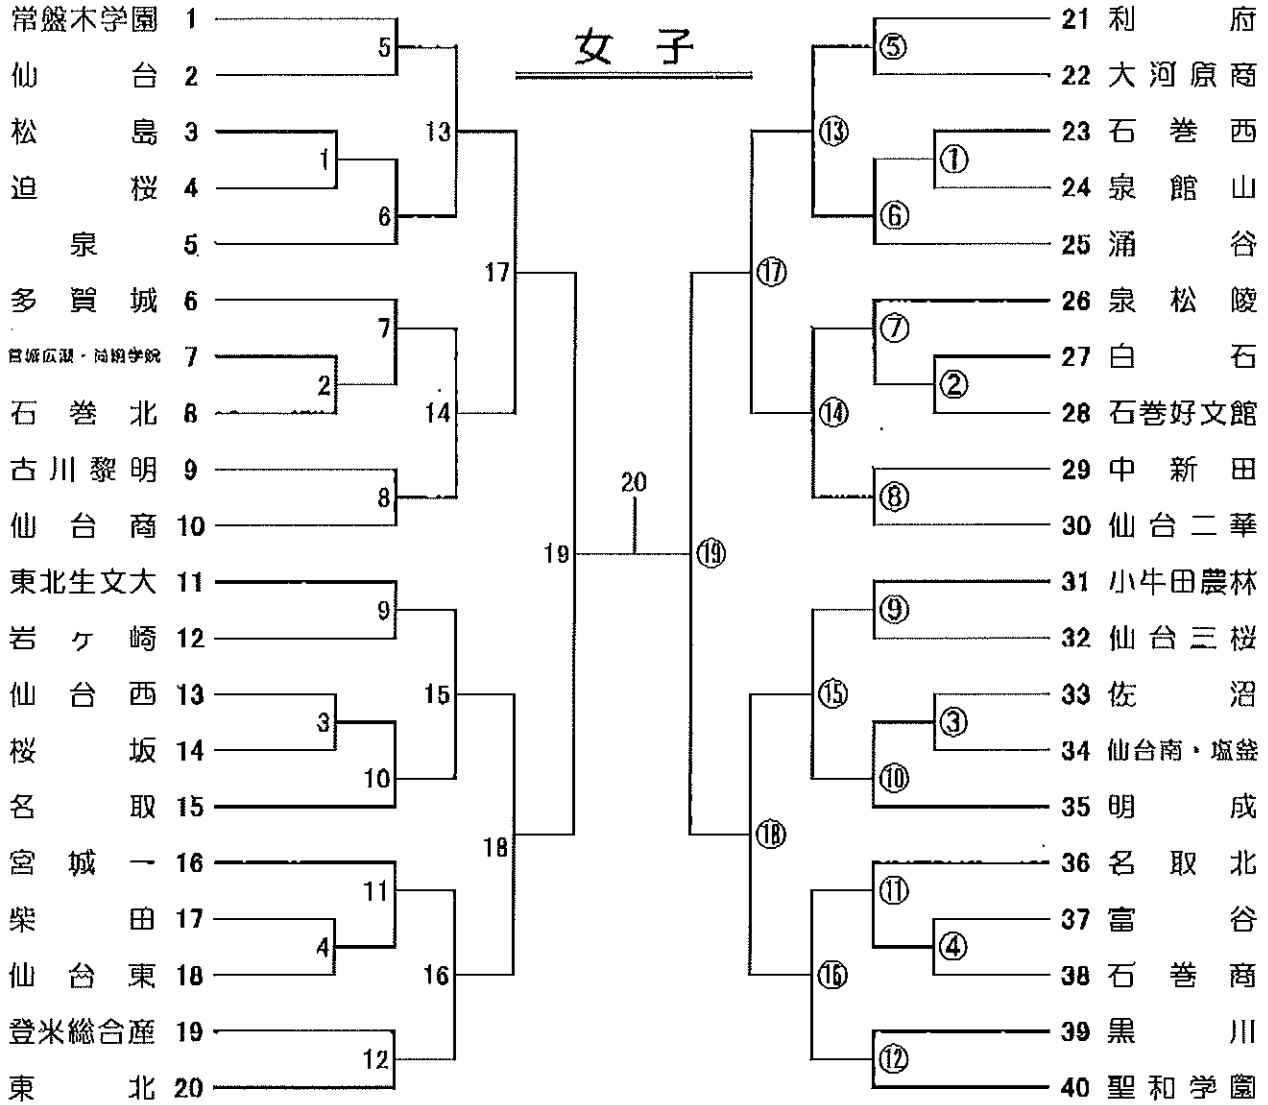 女子
常盤木学園 1
仙台 2
松島 3
迫桜 4
泉 5
多賀城 6
宮城広瀬・尚絅学院 7
石巻北 8
古川黎明 9
仙台商 10
東北生文大 11
岩ヶ崎 12
仙台西 13
桜坂 14
名取 15
宮城一 16
柴田 17
仙台東 18
登米総合産 19
東北 20
5
1
6
7
2
8
9
3
10
11
4
12
13
14
15
16
17
18
19
20
21 利府
22 大河原商
23 石巻西
24 泉館山
25 涌谷
26 泉松陵
27 白石
28 石巻好文館
29 中新田
30 仙台二華
31 小牛田農林
32 仙台三桜
33 佐沼
34 仙台南・塩釜
35 明成
36 名取北
37 富谷
38 石巻商
39 黒川
40 聖和学園
⑤
①
⑥
⑦
②
⑧
⑨
③
⑩
⑪
④
⑫
⑬
⑭
⑮
⑯
⑰
⑱
⑲